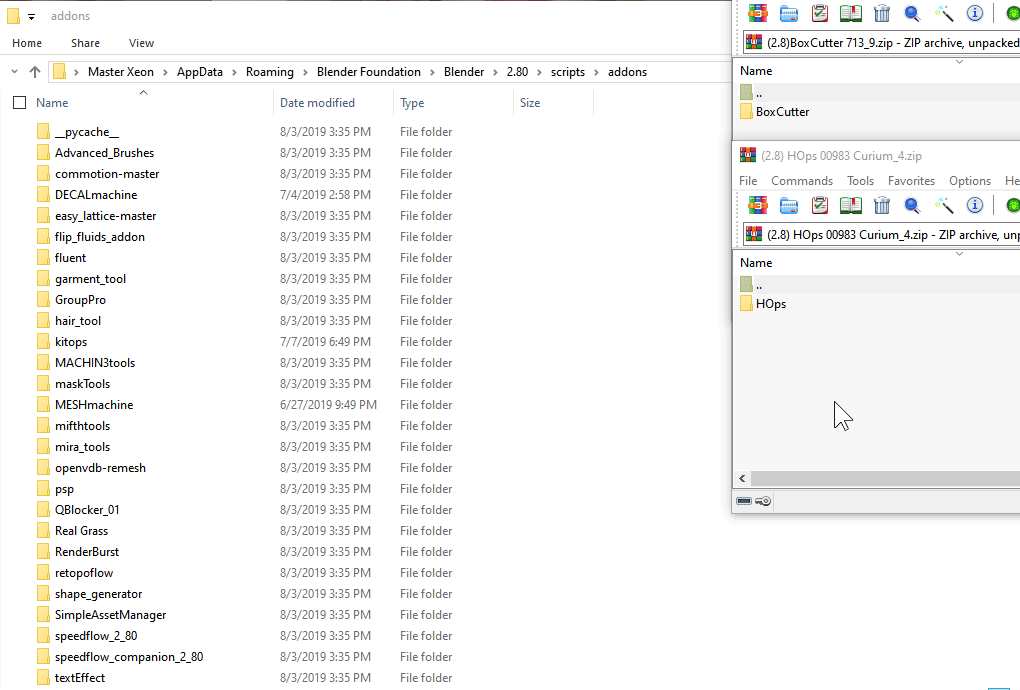 addons
Home Share View
Master Xeon > AppData > Roaming > Blender Foundation > Blender > 2.80 > scripts > addons
Name Date modified Type Size
__pycache__ 8/3/2019 3:35 PM File folder
Advanced_Brushes 8/3/2019 3:35 PM File folder
commotion-master 8/3/2019 3:35 PM File folder
DECALmachine 7/4/2019 2:58 PM File folder
easy_lattice-master 8/3/2019 3:35 PM File folder
flip_fluids_addon 8/3/2019 3:35 PM File folder
fluent 8/3/2019 3:35 PM File folder
garment_tool 8/3/2019 3:35 PM File folder
GroupPro 8/3/2019 3:35 PM File folder
hair_tool 8/3/2019 3:35 PM File folder
kitops 7/7/2019 6:49 PM File folder
MACHIN3tools 8/3/2019 3:35 PM File folder
maskTools 8/3/2019 3:35 PM File folder
MESHmachine 6/27/2019 9:49 PM File folder
mifthtools 8/3/2019 3:35 PM File folder
mira_tools 8/3/2019 3:35 PM File folder
openvdb-remesh 8/3/2019 3:35 PM File folder
psp 8/3/2019 3:35 PM File folder
QBlocker_01 8/3/2019 3:35 PM File folder
Real Grass 8/3/2019 3:35 PM File folder
RenderBurst 8/3/2019 3:35 PM File folder
retopoflow 8/3/2019 3:35 PM File folder
shape_generator 8/3/2019 3:35 PM File folder
SimpleAssetManager 8/3/2019 3:35 PM File folder
speedflow_2_80 8/3/2019 3:35 PM File folder
speedflow_companion_2_80 8/3/2019 3:35 PM File folder
textEffect 8/3/2019 3:35 PM File folder
(2.8)BoxCutter 713_9.zip - ZIP archive, unpacked
Name
..
BoxCutter
(2.8) HOps 00983 Curium_4.zip
File Commands Tools Favorites Options He
(2.8) HOps 00983 Curium_4.zip - ZIP archive, unp
Name
..
HOps